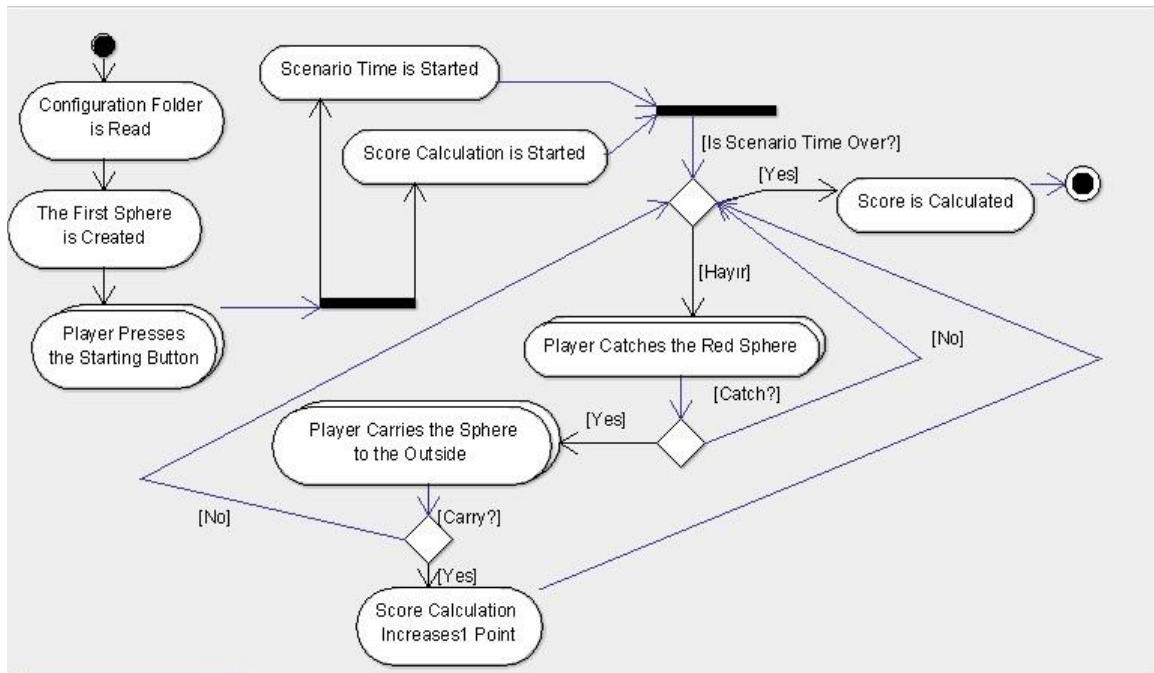 Configuration Folder
is Read
The First Sphere
is Created
Player Presses
the Starting Button
Scenario Time is Started
Score Calculation is Started
[Is Scenario Time Over?]
[Yes]
Score is Calculated
[Hayır]
Player Catches the Red Sphere
[No]
[Catch?]
[Yes]
Player Carries the Sphere
to the Outside
[No]
[Carry?]
[Yes]
Score Calculation
Increases1 Point